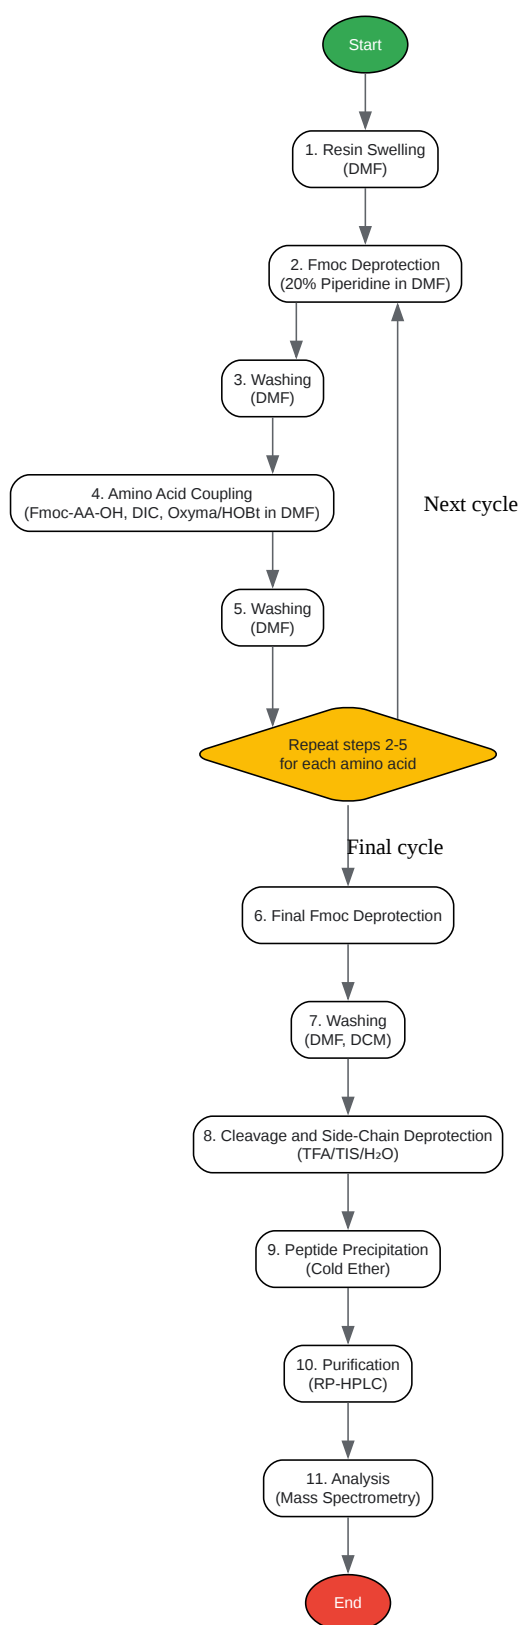 Start
1. Resin Swelling
(DMF)
2. Fmoc Deprotection
(20% Piperidine in DMF)
3. Washing
(DMF)
4. Amino Acid Coupling
(Fmoc-AA-OH, DIC, Oxyma/HOBt in DMF)
Next cycle
5. Washing
(DMF)
Repeat steps 2-5
for each amino acid
Final cycle
6. Final Fmoc Deprotection
7. Washing
(DMF, DCM)
8. Cleavage and Side-Chain Deprotection
(TFA/TIS/H₂O)
9. Peptide Precipitation
(Cold Ether)
10. Purification
(RP-HPLC)
11. Analysis
(Mass Spectrometry)
End